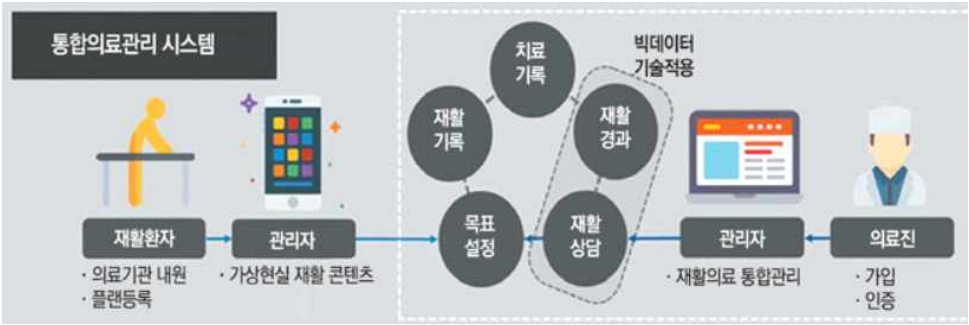 통합의료관리 시스템
빅데이터
기술적용
치료
기록
재활
기록
재활
경과
목표
설정
재활
상담
재활환자
· 의료기관 내원
· 플랜등록
관리자
· 가상현실 재활 콘텐츠
관리자
· 재활의료 통합관리
의료진
· 가입
· 인증